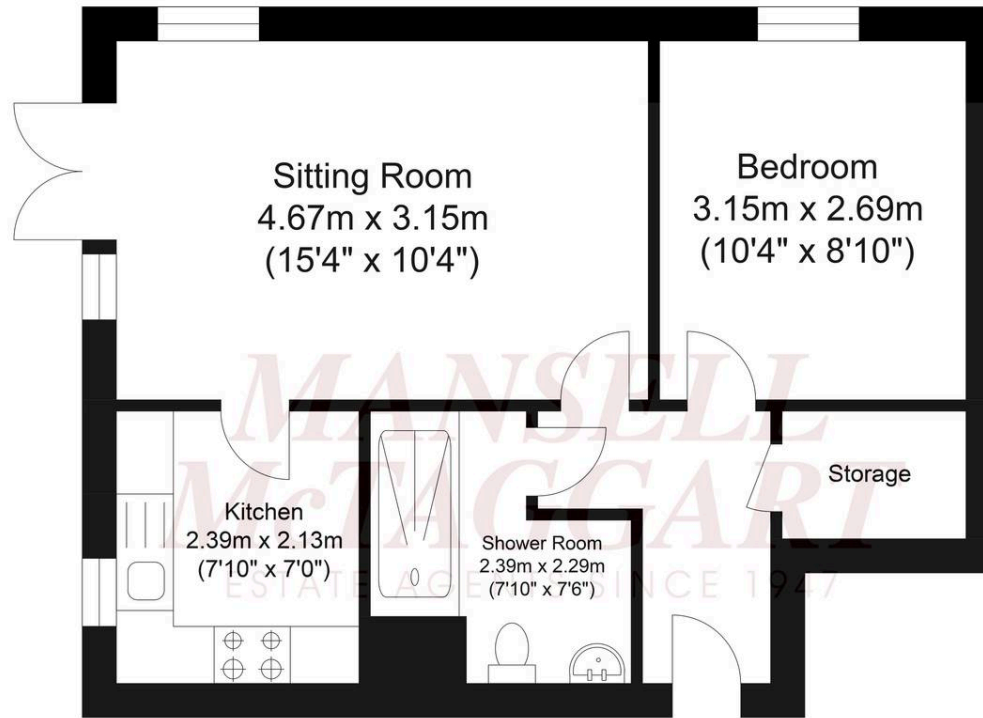 Sitting Room
4.67m x 3.15m
(15'4" x 10'4")
Bedroom
3.15m x 2.69m
(10'4" x 8'10")
MANSELL
McTAGGART
ESTATE AGENTS SINCE 1947
Storage
Kitchen
2.39m x 2.13m
(7'10" x 7'0")
Shower Room
2.39m x 2.29m
(7'10" x 7'6")